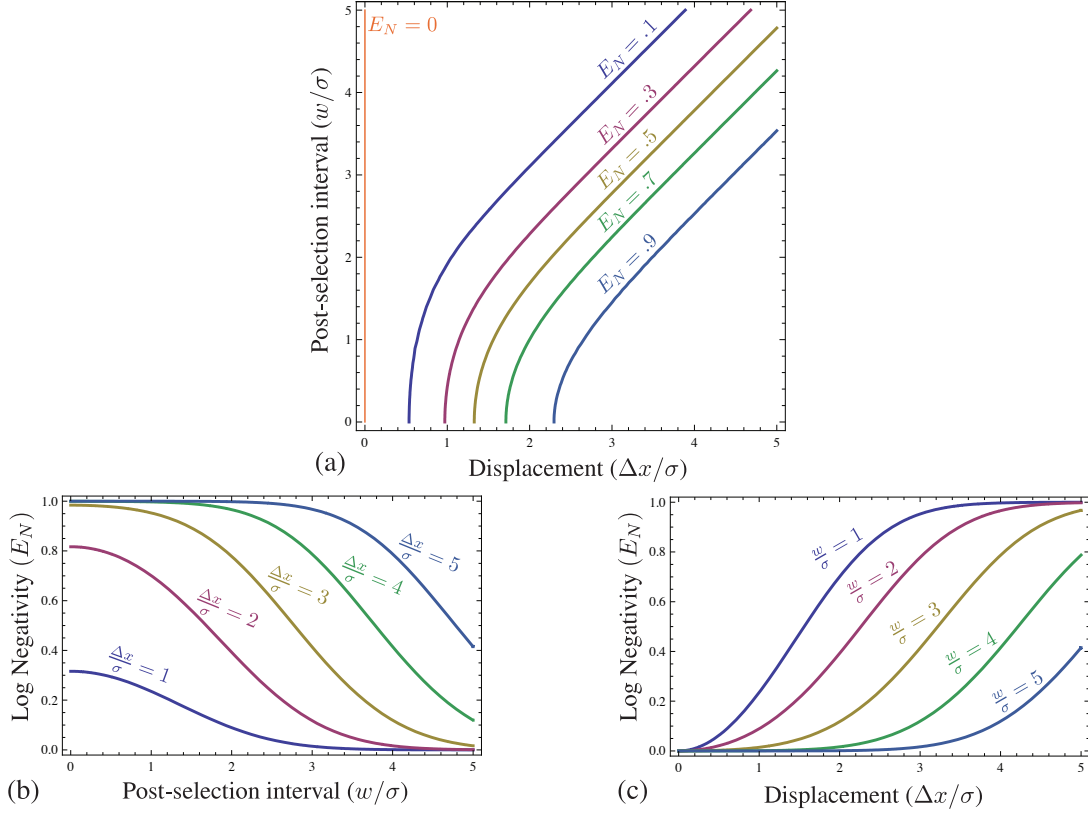 5
4
3
2
1
0
0 1 2 3 4 5
E_N = 0
E_N = .1
E_N = .3
E_N = .5
E_N = .7
E_N = .9
Post-selection interval (w/σ)
Displacement (Δx/σ)
(a)
1.0
0.8
0.6
0.4
0.2
0.0
0 1 2 3 4 5
Δx/σ = 1
Δx/σ = 2
Δx/σ = 3
Δx/σ = 4
Δx/σ = 5
Log Negativity (E_N)
Post-selection interval (w/σ)
(b)
1.0
0.8
0.6
0.4
0.2
0.0
0 1 2 3 4 5
w/σ = 1
w/σ = 2
w/σ = 3
w/σ = 4
w/σ = 5
Log Negativity (E_N)
Displacement (Δx/σ)
(c)